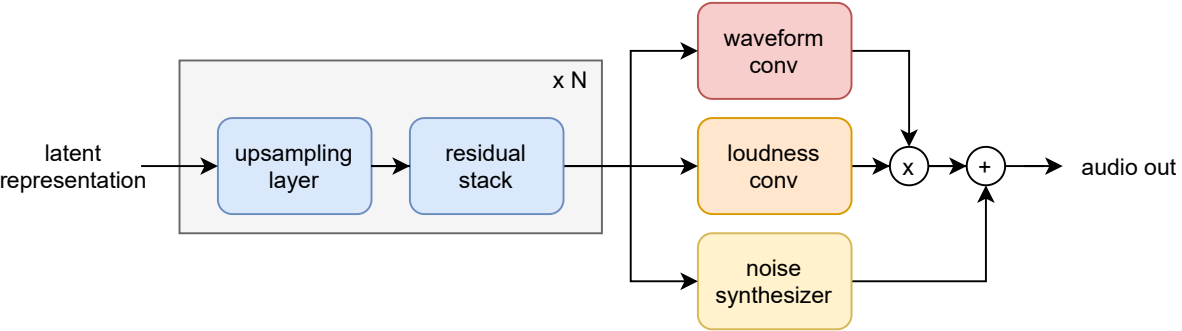 latent
representation
x N
upsampling
layer
residual
stack
waveform
conv
loudness
conv
noise
synthesizer
x
+
audio out